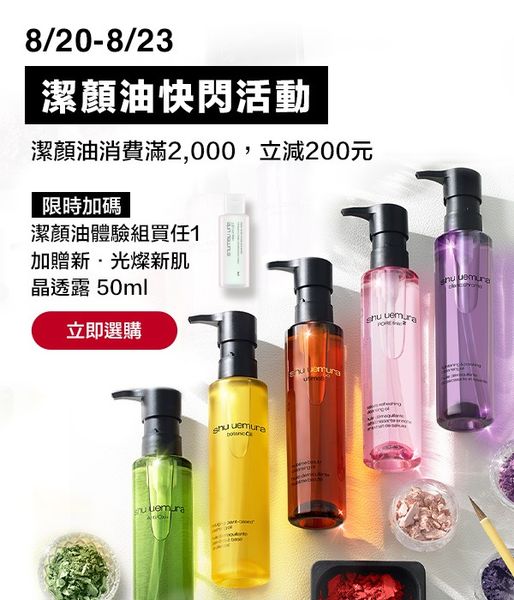 8/20-8/23
潔顏油快閃活動
潔顏油消費滿2,000，立減200元
限時加碼
潔顏油體驗組買任1
加贈新．光燦新肌
晶透露 50ml
立即選購
shu uemura
shu uemura
shu uemura
shu uemura
shu uemura